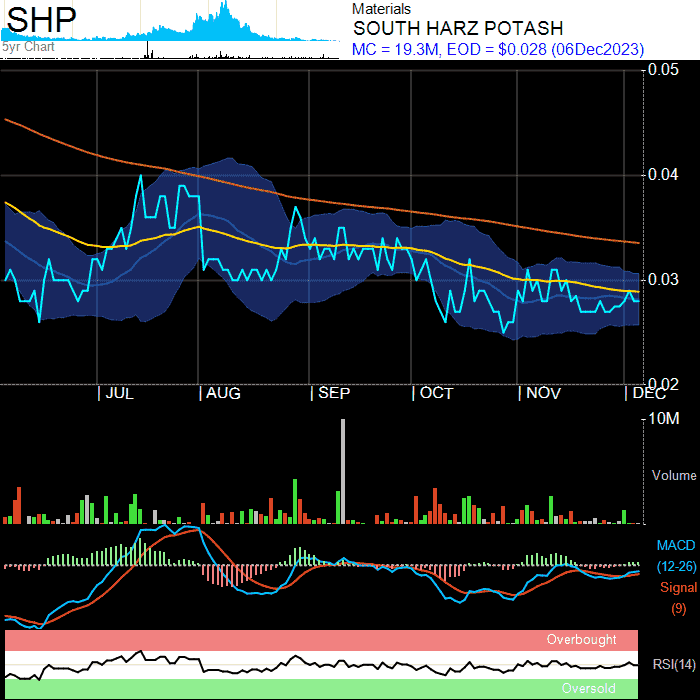 SHP
5yr Chart
Materials
SOUTH HARZ POTASH
MC = 19.3M, EOD = $0.028 (06Dec2023)
0.05
0.04
0.03
0.02
| JUL
| AUG
| SEP
| OCT
| NOV
| DEC
10M
Volume
MACD
(12-26)
Signal
(9)
Overbought
RSI(14)
Oversold